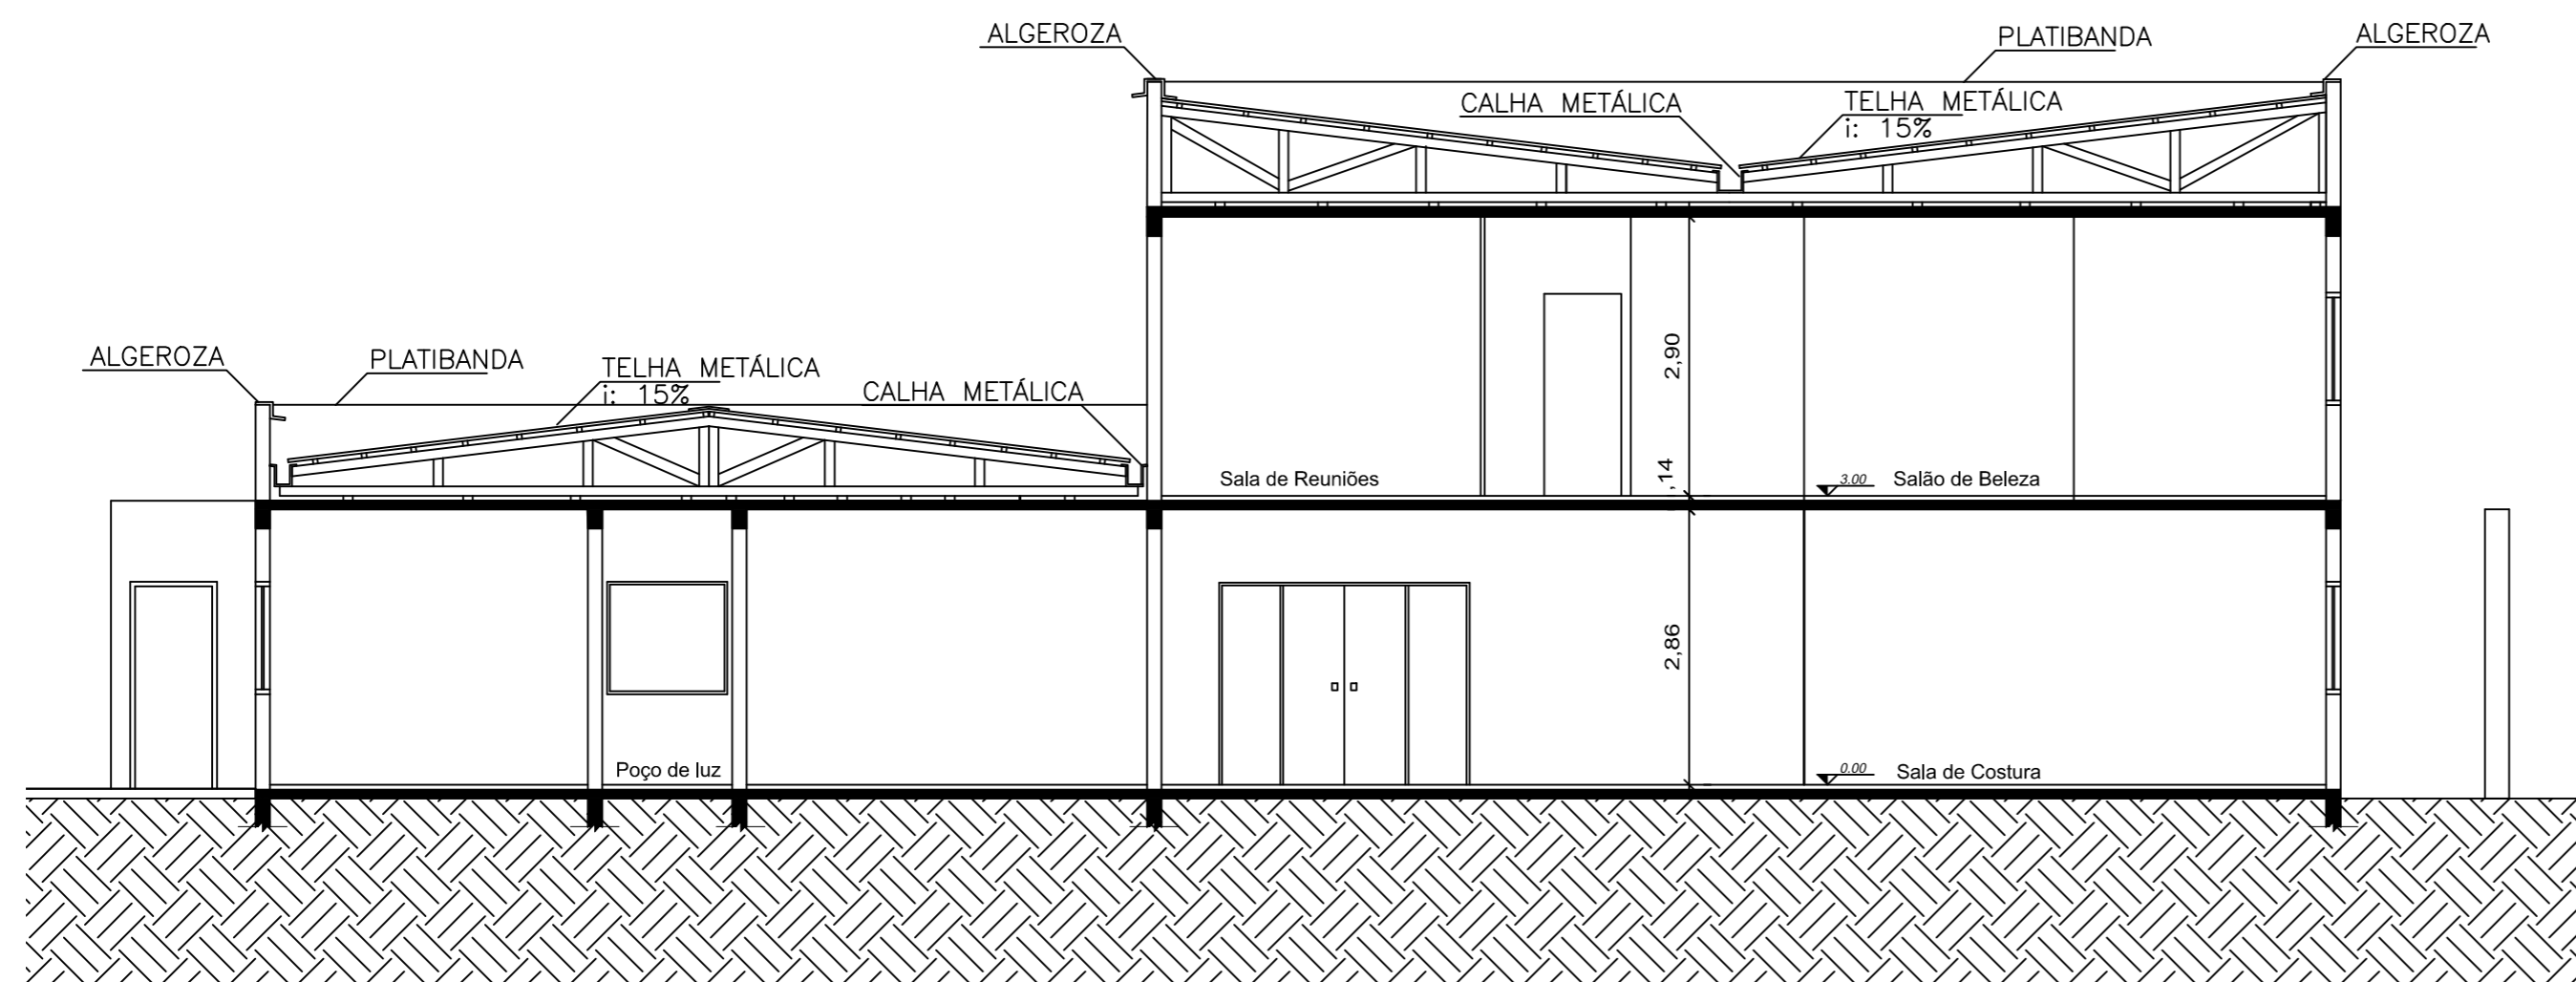 ALGEROZA
PLATIBANDA
ALGEROZA
CALHA METÁLICA
TELHA METÁLICA
i: 15%
ALGEROZA
PLATIBANDA
TELHA METÁLICA
i: 15%
CALHA METÁLICA
2,90
Sala de Reuniões
,14
3.00
Salão de Beleza
2,86
Poço de luz
0.00
Sala de Costura